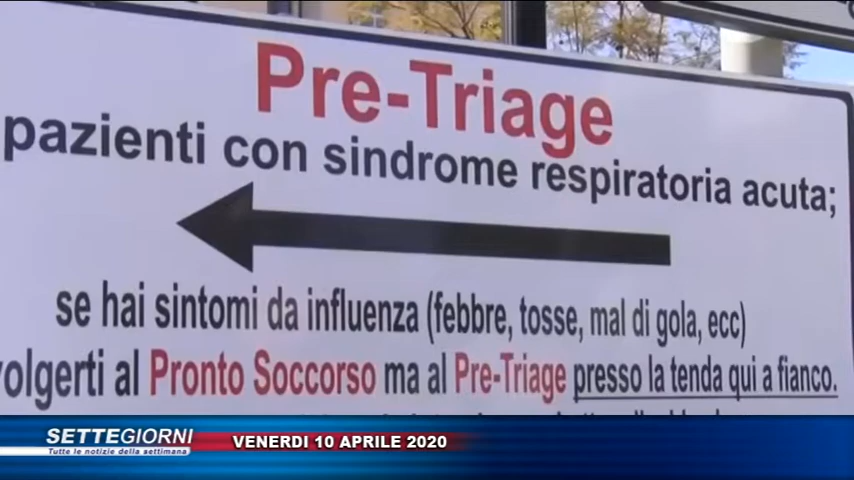 Pre-Triage
pazienti con sindrome respiratoria acuta;
se hai sintomi da influenza (febbre, tosse, mal di gola, ecc)
volgerti al Pronto Soccorso ma al Pre-Triage presso la tenda qui a fianco.
SETTEGIORNI
Tutte le notizie della settimana
VENERDI 10 APRILE 2020